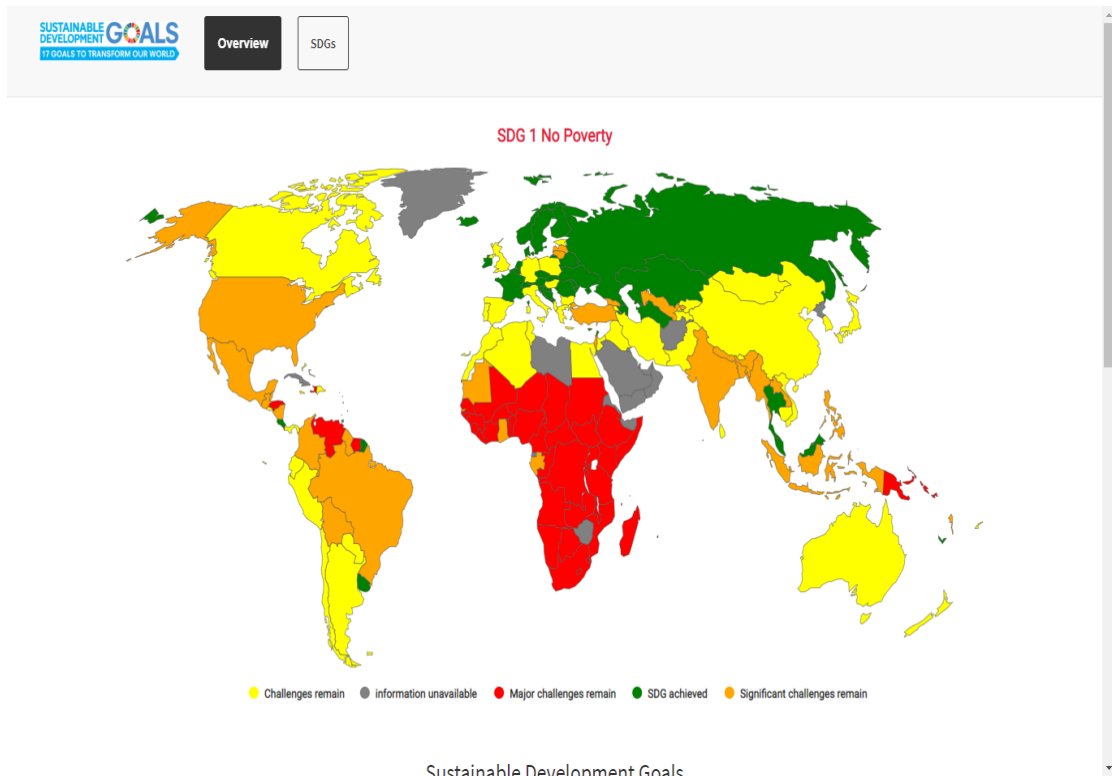 SUSTAINABLE
DEVELOPMENT GOALS
17 GOALS TO TRANSFORM OUR WORLD
Overview
SDGs
SDG 1 No Poverty
Challenges remain information unavailable Major challenges remain SDG achieved Significant challenges remain
Sustainable Development Goals